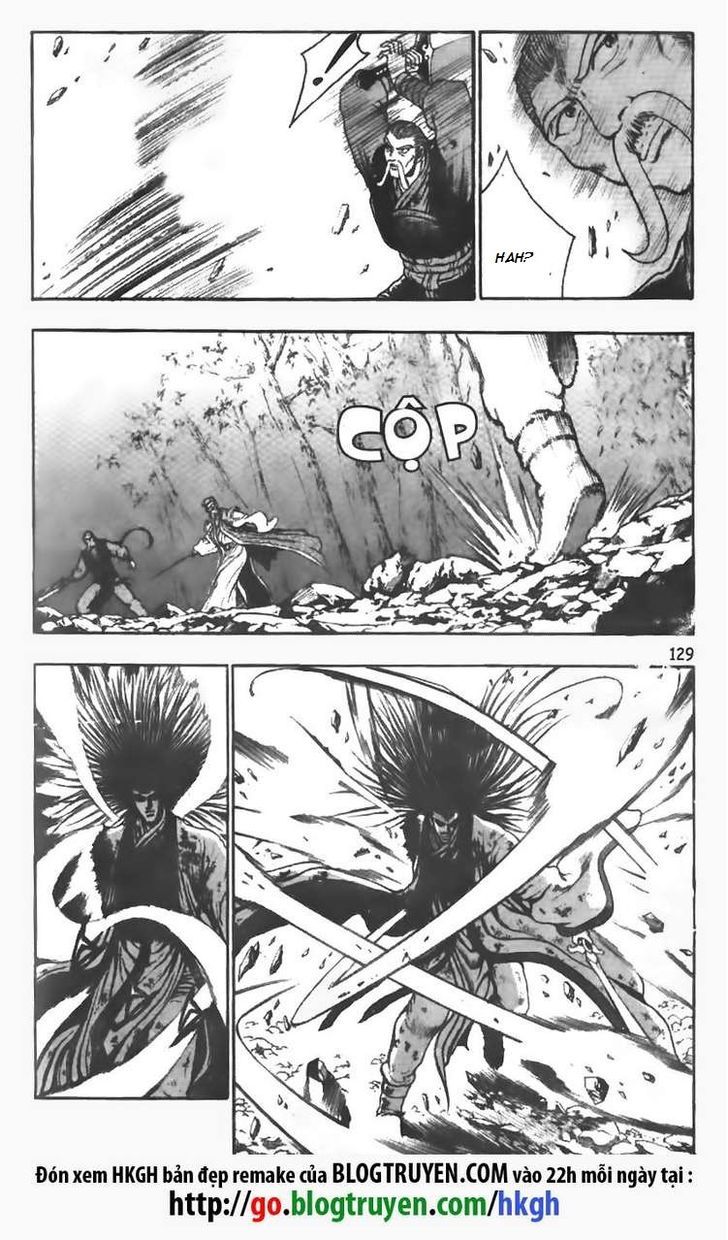 !
HAH?
CỘP
129
Đón xem HKGH bản đẹp remake của BLOGTRUYEN.COM vào 22h mỗi ngày tại :
http://go.blogtruyen.com/hkgh